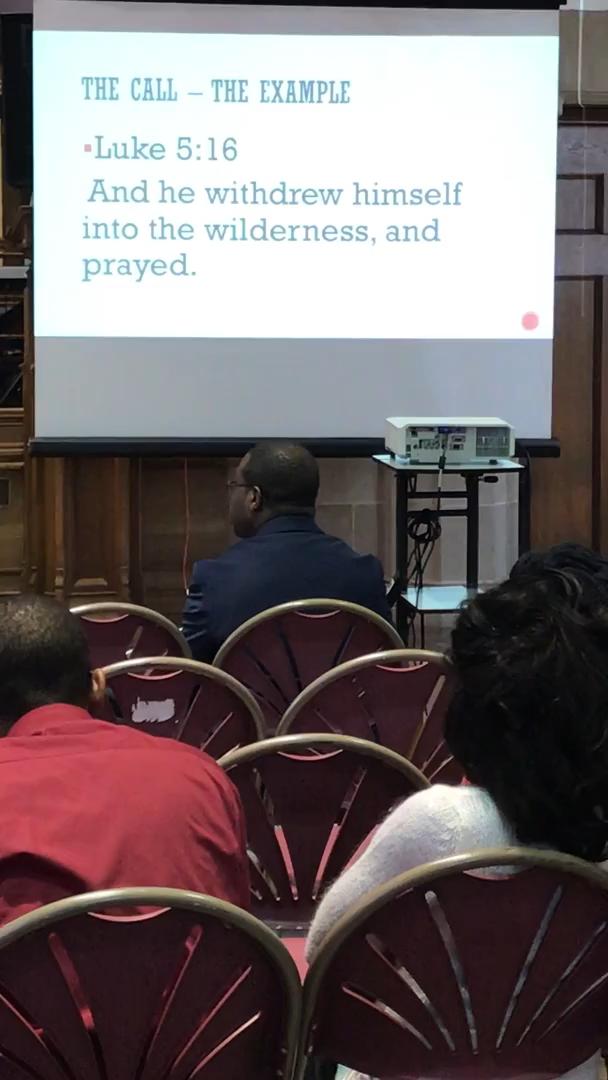 THE CALL – THE EXAMPLE
▪Luke 5:16
And he withdrew himself
into the wilderness, and
prayed.